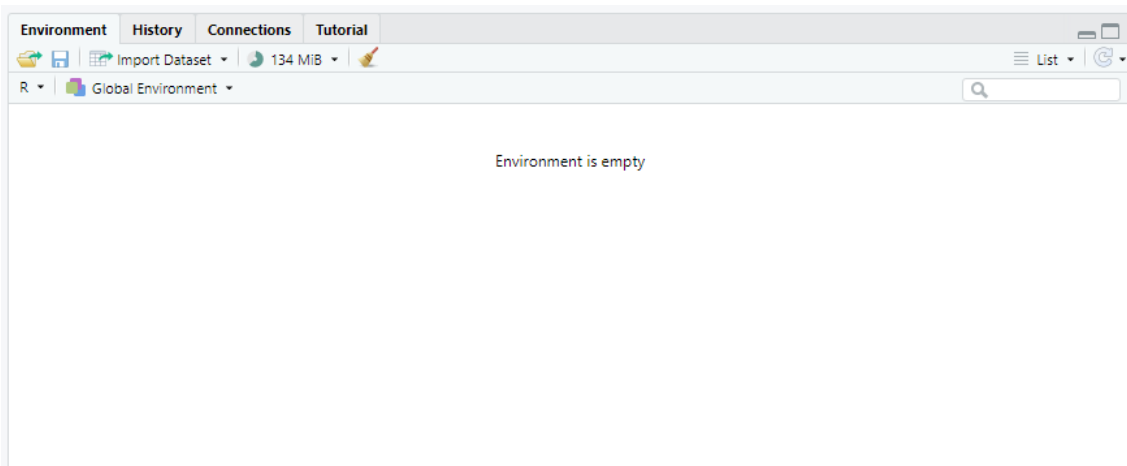 Environment History Connections Tutorial
Import Dataset 134 MiB List
R Global Environment
Environment is empty